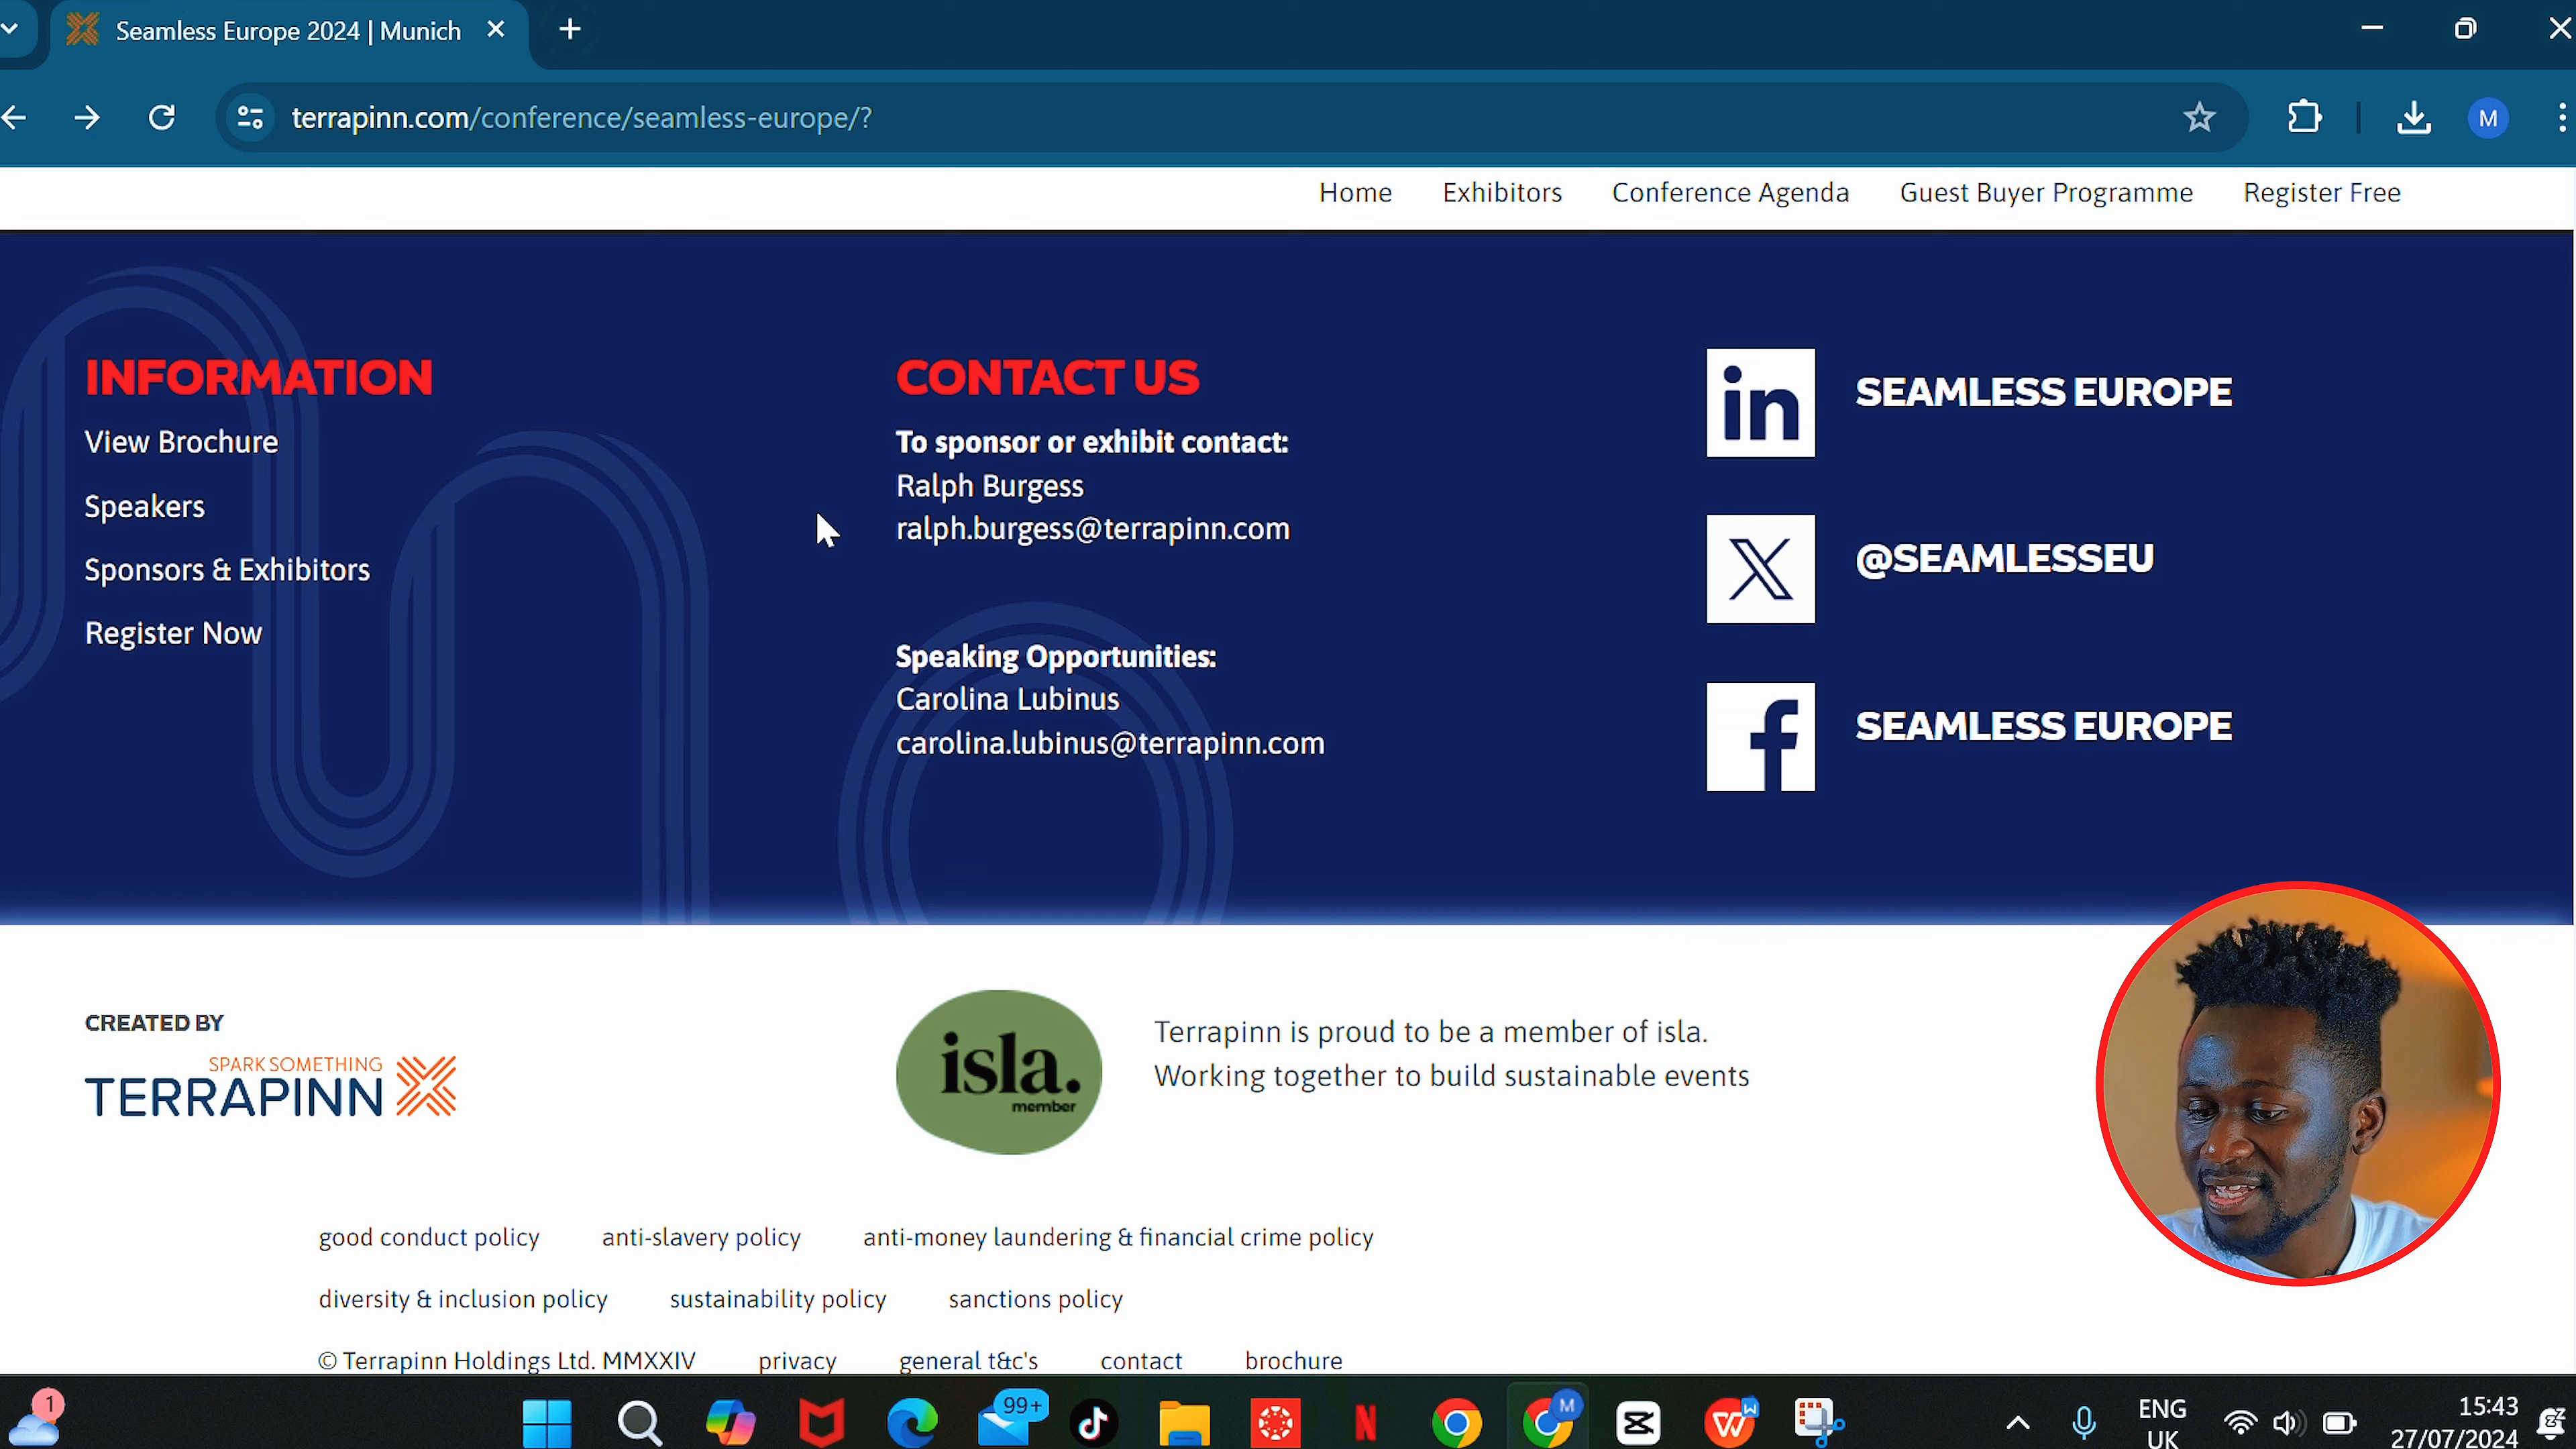 Seamless Europe 2024 | Munich
terrapinn.com/conference/seamless-europe/?
M
Home Exhibitors Conference Agenda Guest Buyer Programme Register Free
INFORMATION
View Brochure
Speakers
Sponsors & Exhibitors
Register Now
CONTACT US
To sponsor or exhibit contact:
Ralph Burgess
ralph.burgess@terrapinn.com
Speaking Opportunities:
Carolina Lubinus
carolina.lubinus@terrapinn.com
in SEAMLESS EUROPE
X @SEAMLESSEU
f SEAMLESS EUROPE
CREATED BY
SPARK SOMETHING
TERRAPINN
isla.
member
Terrapinn is proud to be a member of isla.
Working together to build sustainable events
good conduct policy anti-slavery policy anti-money laundering & financial crime policy
diversity & inclusion policy sustainability policy sanctions policy
© Terrapinn Holdings Ltd. MMXXIV privacy general t&c's contact brochure
1
99+
N
M
W
W
ENG
UK
15:43
27/07/2024